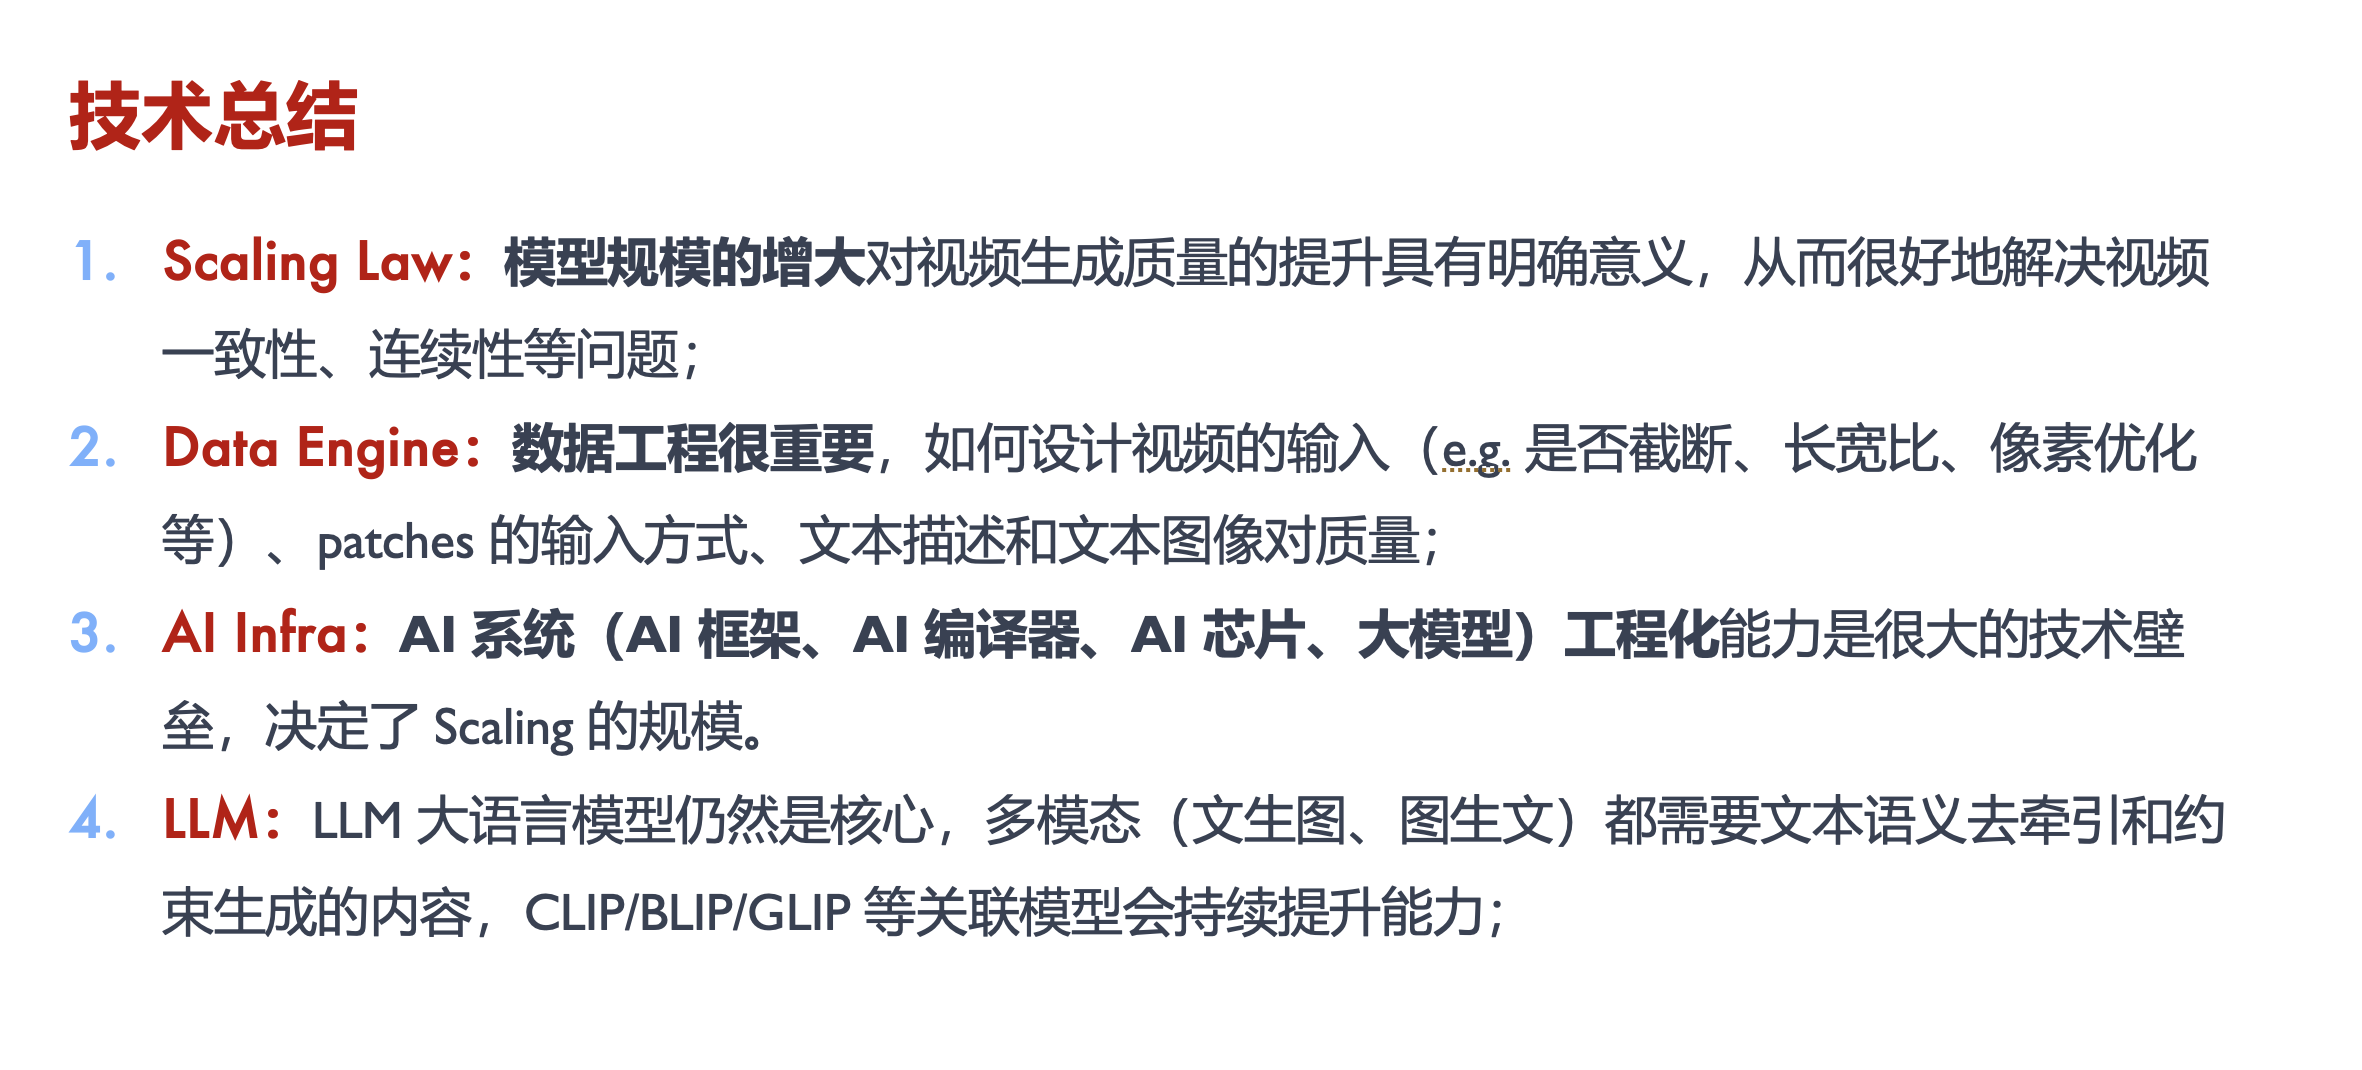 技术总结
1. Scaling Law：模型规模的增大对视频生成质量的提升具有明确意义，从而很好地解决视频
一致性、连续性等问题；
2. Data Engine：数据工程很重要，如何设计视频的输入（e.g. 是否截断、长宽比、像素优化
等）、patches 的输入方式、文本描述和文本图像对质量；
3. AI Infra：AI 系统（AI 框架、AI 编译器、AI 芯片、大模型）工程化能力是很大的技术壁
垒，决定了 Scaling 的规模。
4. LLM：LLM 大语言模型仍然是核心，多模态（文生图、图生文）都需要文本语义去牵引和约
束生成的内容，CLIP/BLIP/GLIP 等关联模型会持续提升能力；